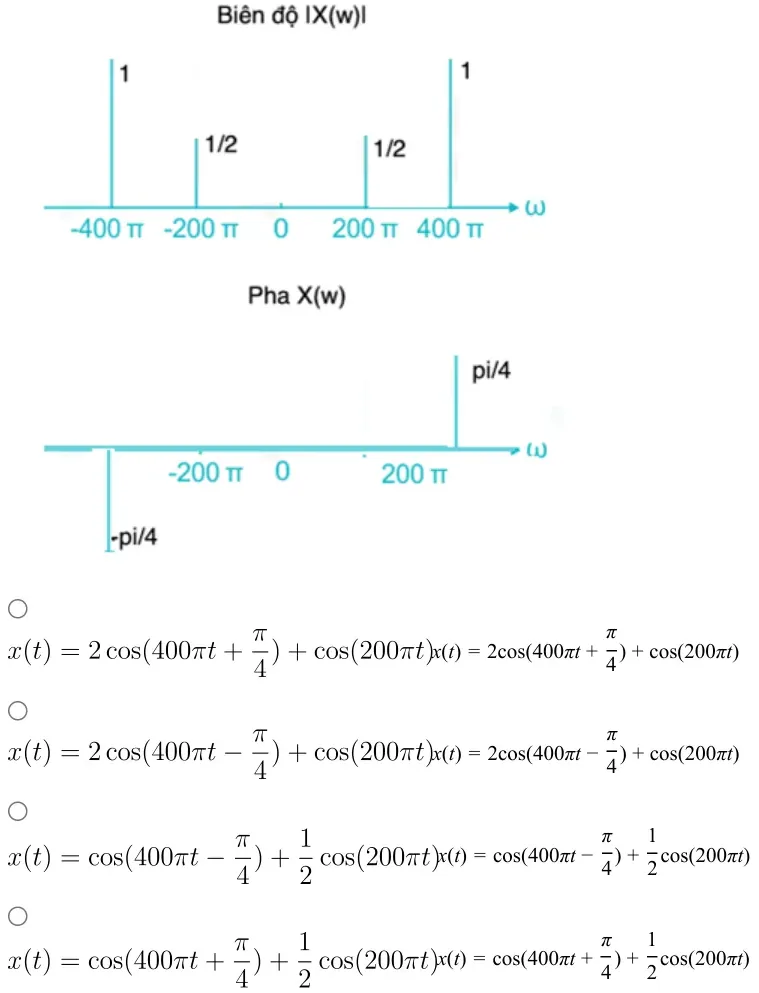 Biên độ |X(w)|
1 1
1/2 1/2
ω
-400 π -200 π 0 200 π 400 π
Pha X(w)
pi/4
ω
-200 π 0 200 π
-pi/4
x(t) = 2 cos(400πt + π/4) + cos(200πt)x(t) = 2cos(400πt + π/4) + cos(200πt)
x(t) = 2 cos(400πt − π/4) + cos(200πt)x(t) = 2cos(400πt − π/4) + cos(200πt)
x(t) = cos(400πt − π/4) + 1/2 cos(200πt)x(t) = cos(400πt − π/4) + 1/2cos(200πt)
x(t) = cos(400πt + π/4) + 1/2 cos(200πt)x(t) = cos(400πt + π/4) + 1/2cos(200πt)